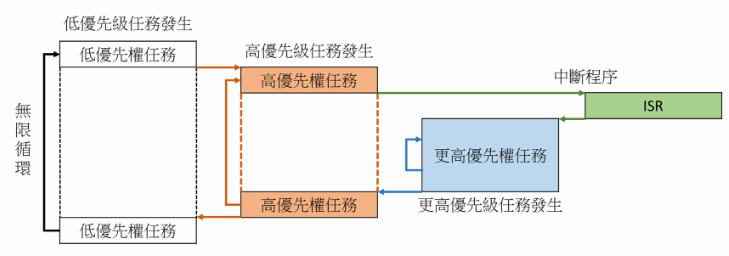 低優先級任務發生
低優先權任務
高優先級任務發生
高優先權任務
中斷程序
ISR
無限循環
更高優先權任務
高優先權任務
更高優先級任務發生
低優先權任務